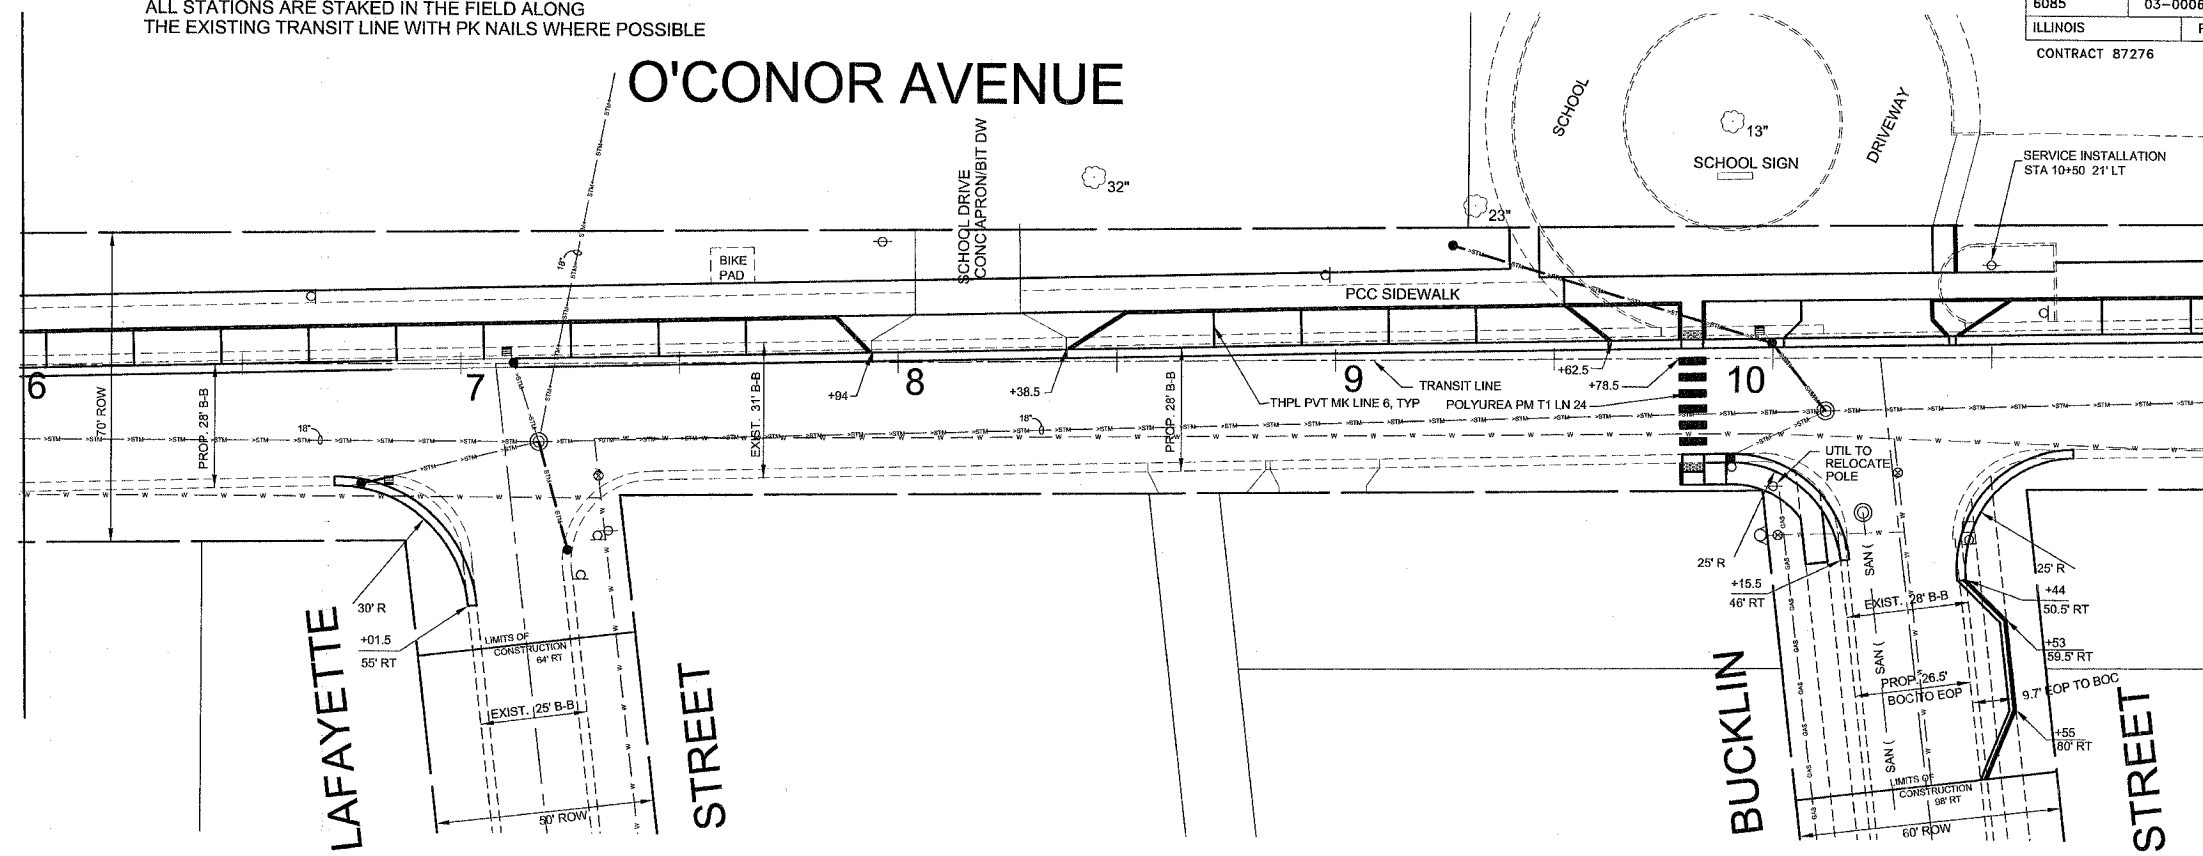 ALL STATIONS ARE STAKED IN THE FIELD ALONG
THE EXISTING TRANSIT LINE WITH PK NAILS WHERE POSSIBLE
6085
03-0006
ILLINOIS
CONTRACT 87276
O'CONOR AVENUE
SCHOOL
DRIVEWAY
13"
SCHOOL SIGN
SERVICE INSTALLATION
STA 10+50 21' LT
32"
23"
SCHOOL DRIVE
CONC APRON/BIT DW
BIKE
PAD
18"
PCC SIDEWALK
6
7
8
9
10
+94
+38.5
+62.5
+78.5
TRANSIT LINE
THPL PVT MK LINE 6, TYP
POLYUREA PM T1 LN 24
70' ROW
PROP. 28' B-B
EXIST. 31' B-B
PROP. 28' B-B
18"
18"
UTIL TO
RELOCATE
POLE
30' R
+01.5
55' RT
LIMITS OF
CONSTRUCTION
64' RT
EXIST. 25' B-B
50' ROW
LAFAYETTE
STREET
25' R
+15.5
46' RT
EXIST. 28' B-B
25' R
+44
50.5' RT
+53
59.5' RT
PROP. 26.5'
BOC TO EOP
9.7' EOP TO BOC
+55
80' RT
LIMITS OF
CONSTRUCTION
98' RT
60' ROW
GAS
SAN (
SAN (
SAN (
BUCKLIN
STREET